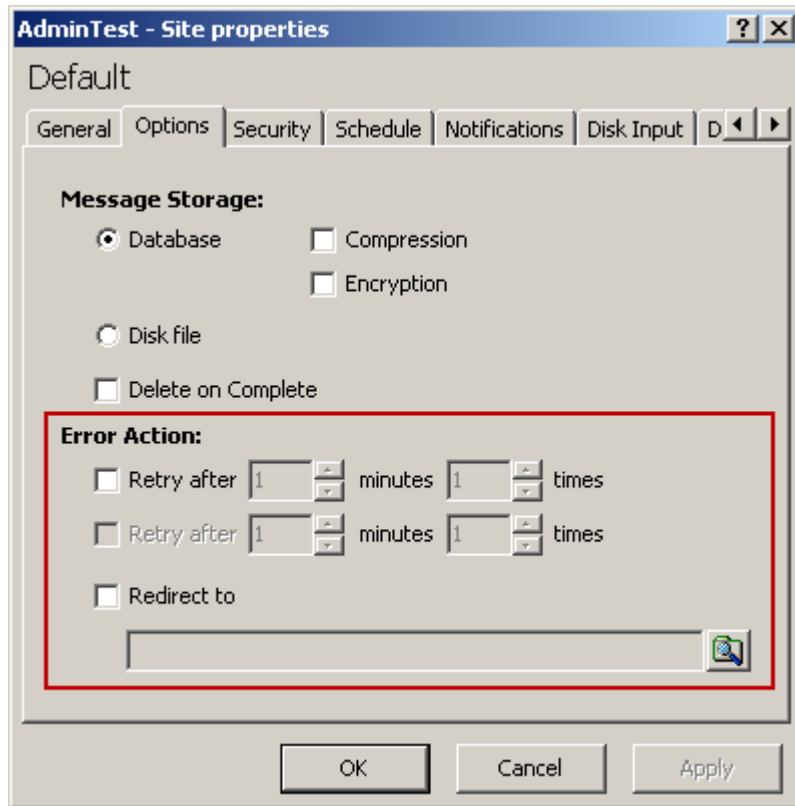 AdminTest - Site properties
Default
General Options Security Schedule Notifications Disk Input D
Message Storage:
Database Compression
Encryption
Disk file
Delete on Complete
Error Action:
Retry after 1 minutes 1 times
Retry after 1 minutes 1 times
Redirect to
OK Cancel Apply